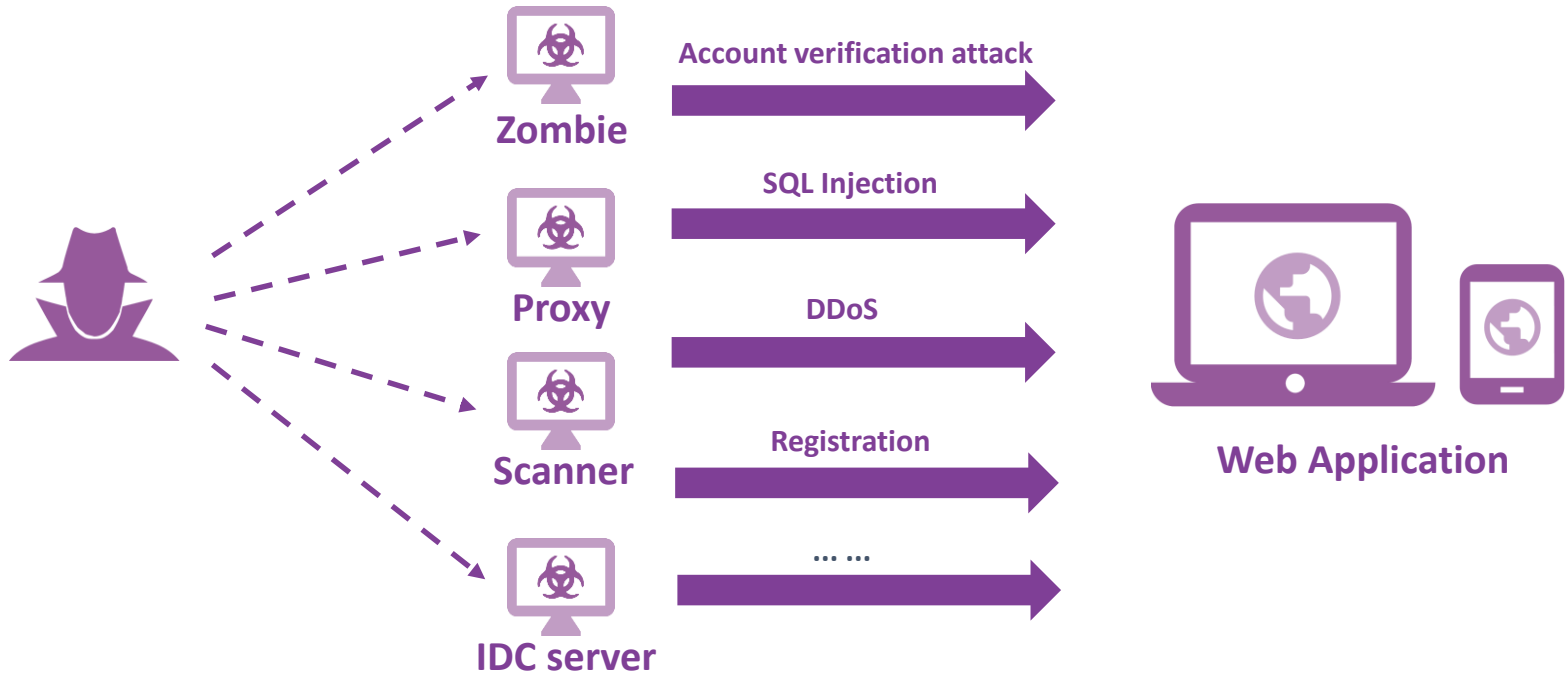 Account verification attack
Zombie
SQL Injection
Proxy
DDoS
Scanner
Registration
Web Application
... ...
IDC server